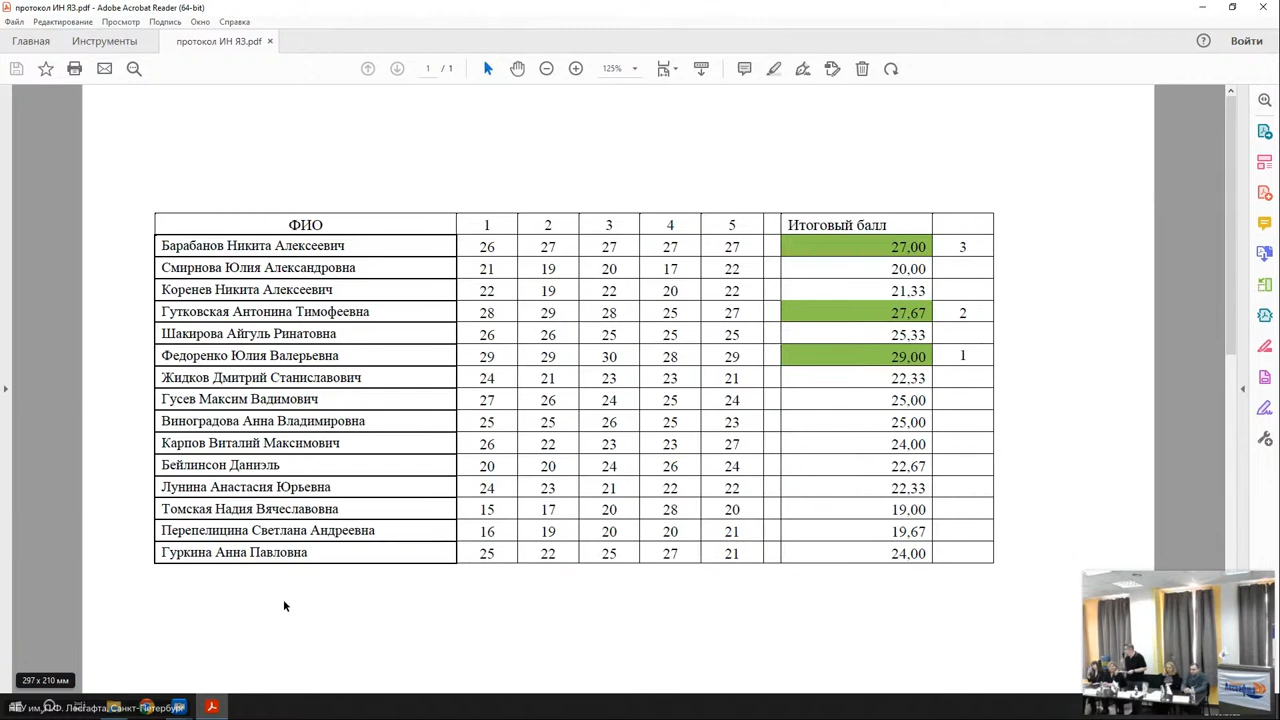 протокол ИН ЯЗ.pdf - Adobe Acrobat Reader (64-bit)
Файл Редактирование Просмотр Подпись Окно Справка
Главная Инструменты протокол ИН ЯЗ.pdf × Войти
1 / 1 125%
ФИО 1 2 3 4 5 Итоговый балл
Барабанов Никита Алексеевич 26 27 27 27 27 27,00 3
Смирнова Юлия Александровна 21 19 20 17 22 20,00
Коренев Никита Алексеевич 22 19 22 20 22 21,33
Гутковская Антонина Тимофеевна 28 29 28 25 27 27,67 2
Шакирова Айгуль Ринатовна 26 26 25 25 25 25,33
Федоренко Юлия Валерьевна 29 29 30 28 29 29,00 1
Жидков Дмитрий Станиславович 24 21 23 23 21 22,33
Гусев Максим Вадимович 27 26 24 25 24 25,00
Виноградова Анна Владимировна 25 25 26 25 23 25,00
Карпов Виталий Максимович 26 22 23 23 27 24,00
Бейлинсон Даниэль 20 20 24 26 24 22,67
Лунина Анастасия Юрьевна 24 23 21 22 22 22,33
Томская Надия Вячеславовна 15 17 20 28 20 19,00
Перепелицина Светлана Андреевна 16 19 20 20 21 19,67
Гуркина Анна Павловна 25 22 25 27 21 24,00
297 x 210 мм
им. П.Ф. Лесгафта, Санкт-Петербург